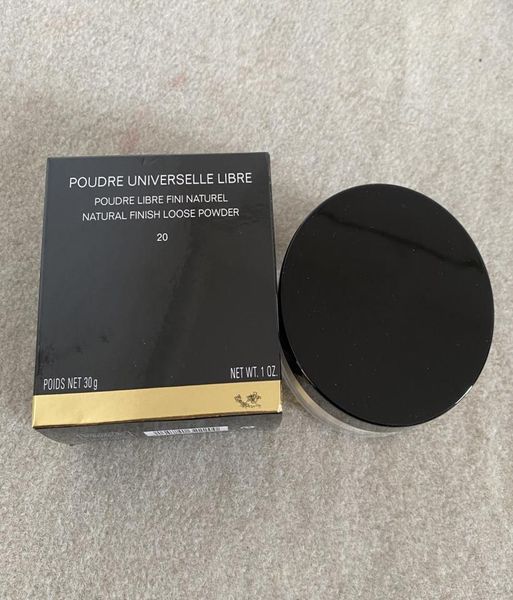 POUDRE UNIVERSELLE LIBRE
POUDRE LIBRE FINI NATUREL
NATURAL FINISH LOOSE POWDER
20
POIDS NET 30 g
NET WT. 1 OZ.